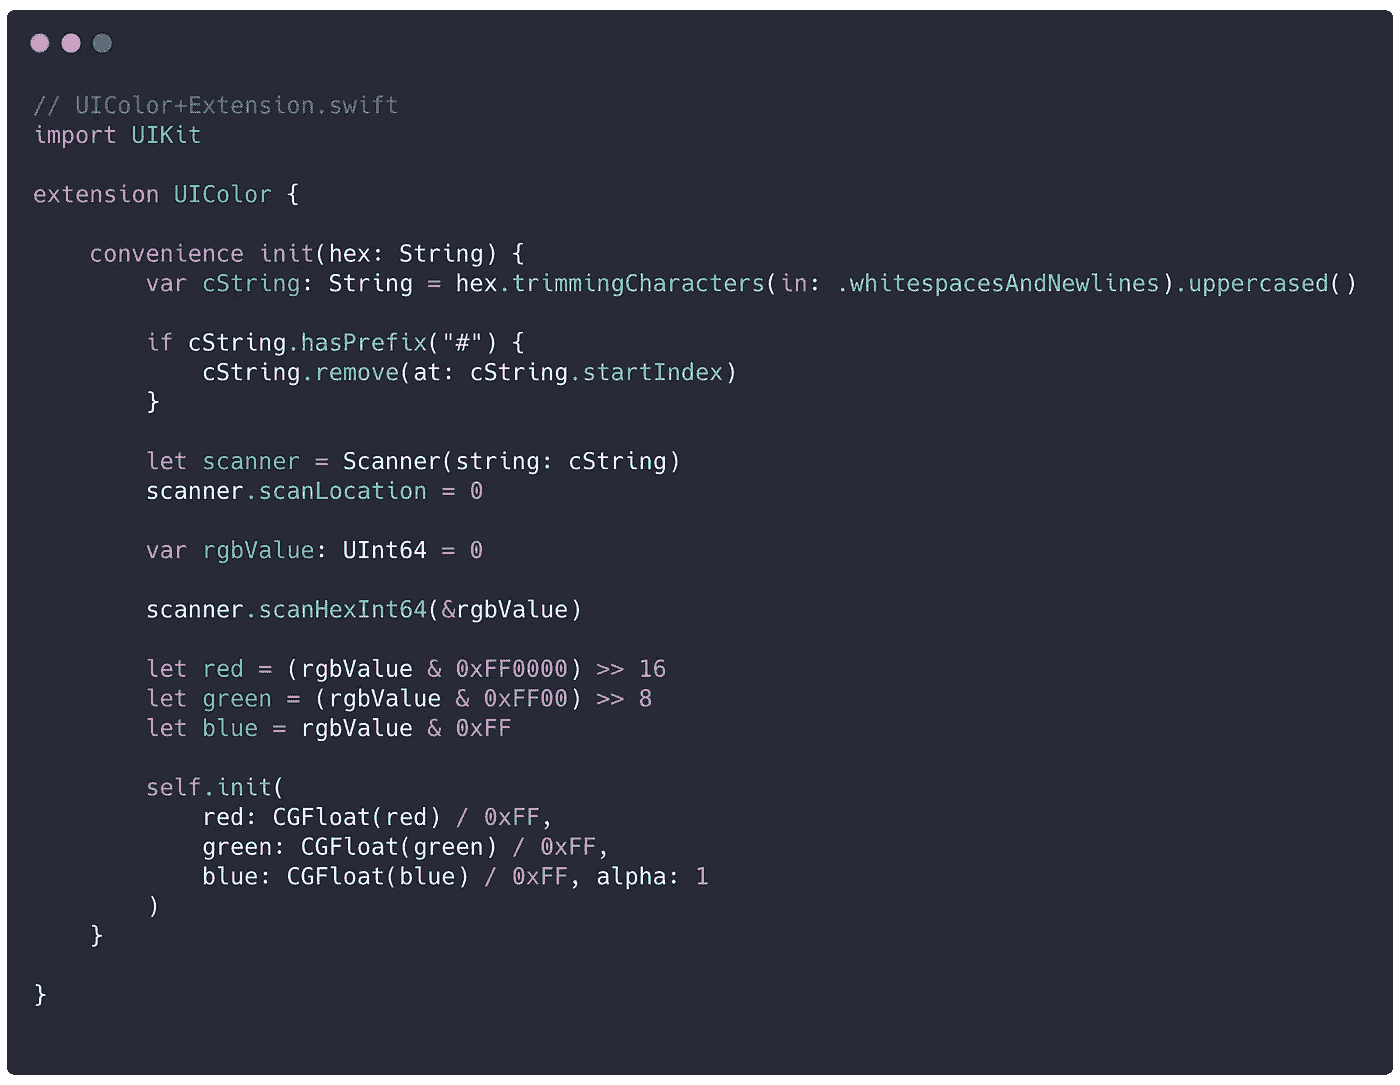 // UIColor+Extension.swift
import UIKit
extension UIColor {
convenience init(hex: String) {
var cString: String = hex.trimmingCharacters(in: .whitespacesAndNewlines).uppercased()
if cString.hasPrefix("#") {
cString.remove(at: cString.startIndex)
}
let scanner = Scanner(string: cString)
scanner.scanLocation = 0
var rgbValue: UInt64 = 0
scanner.scanHexInt64(&rgbValue)
let red = (rgbValue & 0xFF0000) >> 16
let green = (rgbValue & 0xFF00) >> 8
let blue = rgbValue & 0xFF
self.init(
red: CGFloat(red) / 0xFF,
green: CGFloat(green) / 0xFF,
blue: CGFloat(blue) / 0xFF, alpha: 1
)
}
}